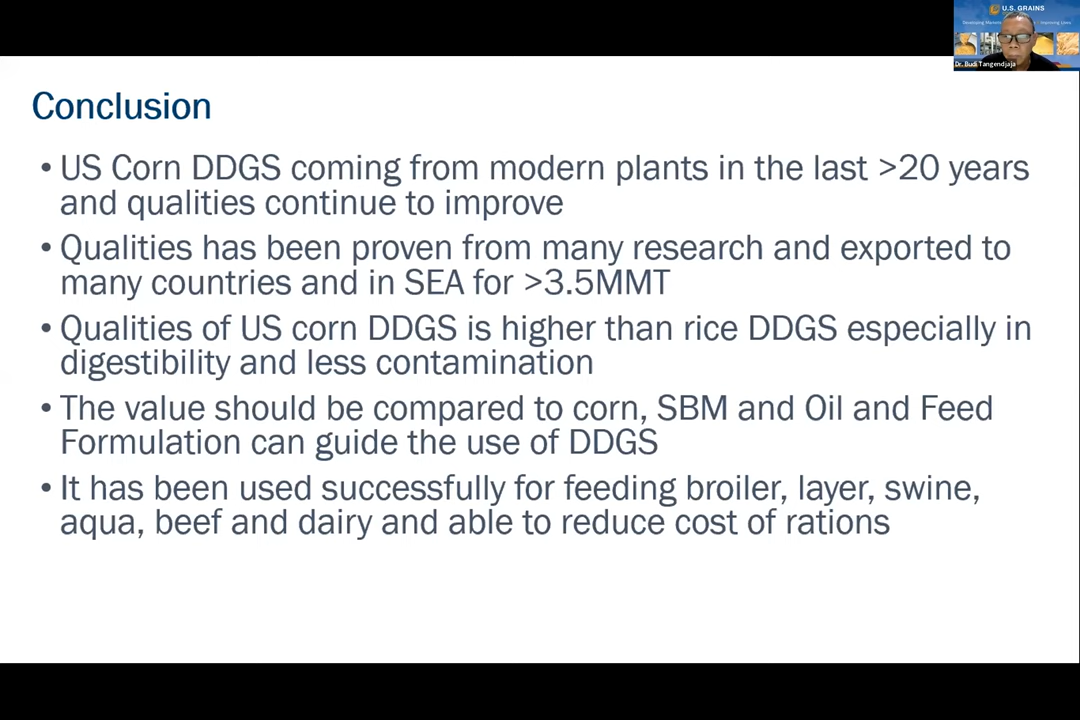 U.S. GRAINS
Developing Markets
Improving Lives
Dr. Budi Tangendjaja
Conclusion
• US Corn DDGS coming from modern plants in the last >20 years
and qualities continue to improve
• Qualities has been proven from many research and exported to
many countries and in SEA for >3.5MMT
• Qualities of US corn DDGS is higher than rice DDGS especially in
digestibility and less contamination
• The value should be compared to corn, SBM and Oil and Feed
Formulation can guide the use of DDGS
• It has been used successfully for feeding broiler, layer, swine,
aqua, beef and dairy and able to reduce cost of rations